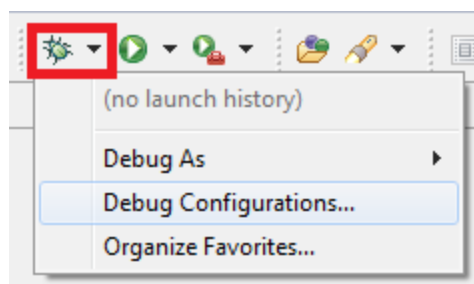 (no launch history)
Debug As
Debug Configurations...
Organize Favorites...